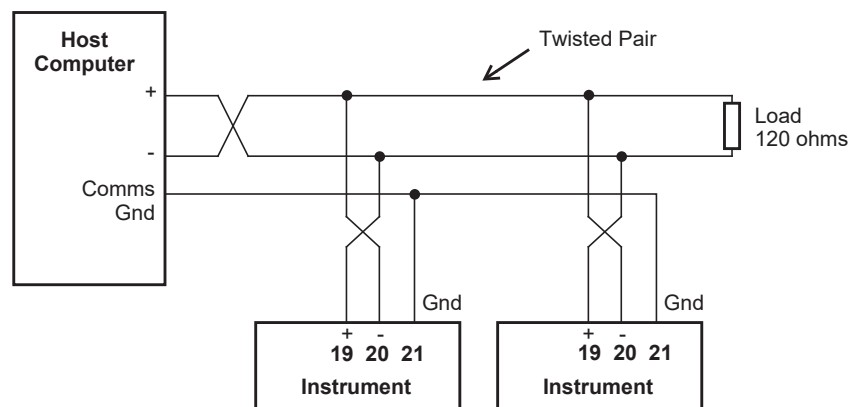 Host
Computer
Twisted Pair
+
-
Load
120 ohms
Comms
Gnd
Gnd
Gnd
+ -
+ -
19 20 21
19 20 21
Instrument
Instrument